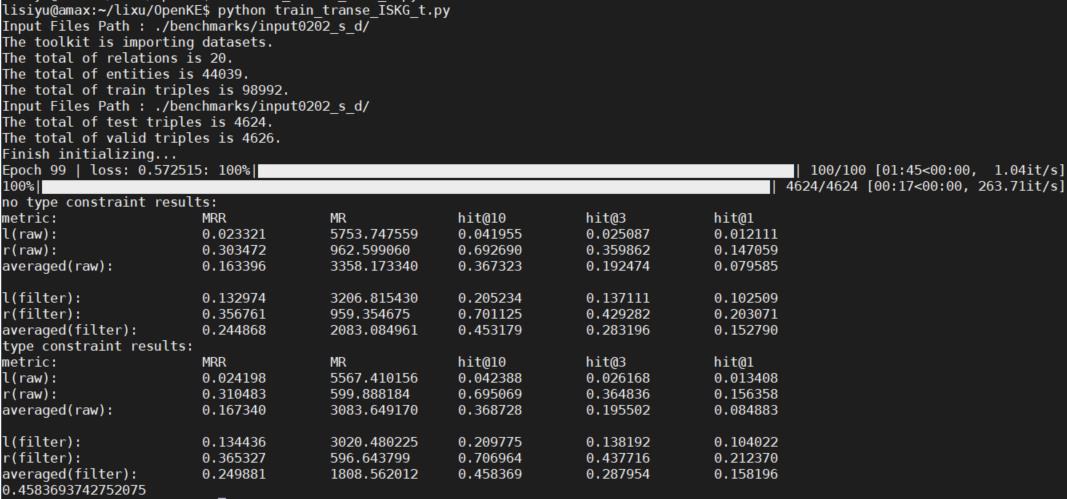 lisiyu@amax:~/lixu/OpenKE$ python train_transe_ISKG_t.py
Input Files Path : ./benchmarks/input0202_s_d/
The toolkit is importing datasets.
The total of relations is 20.
The total of entities is 44039.
The total of train triples is 98992.
Input Files Path : ./benchmarks/input0202_s_d/
The total of test triples is 4624.
The total of valid triples is 4626.
Finish initializing...
Epoch 99 | loss: 0.572515: 100%| | 100/100 [01:45<00:00, 1.04it/s]
100%| | 4624/4624 [00:17<00:00, 263.71it/s]
no type constraint results:
metric: MRR MR hit@10 hit@3 hit@1
l(raw): 0.023321 5753.747559 0.041955 0.025087 0.012111
r(raw): 0.303472 962.599060 0.692690 0.359862 0.147059
averaged(raw): 0.163396 3358.173340 0.367323 0.192474 0.079585
l(filter): 0.132974 3206.815430 0.205234 0.137111 0.102509
r(filter): 0.356761 959.354675 0.701125 0.429282 0.203071
averaged(filter): 0.244868 2083.084961 0.453179 0.283196 0.152790
type constraint results:
metric: MRR MR hit@10 hit@3 hit@1
l(raw): 0.024198 5567.410156 0.042388 0.026168 0.013408
r(raw): 0.310483 599.888184 0.695069 0.364836 0.156358
averaged(raw): 0.167340 3083.649170 0.368728 0.195502 0.084883
l(filter): 0.134436 3020.480225 0.209775 0.138192 0.104022
r(filter): 0.365327 596.643799 0.706964 0.437716 0.212370
averaged(filter): 0.249881 1808.562012 0.458369 0.287954 0.158196
0.4583693742752075